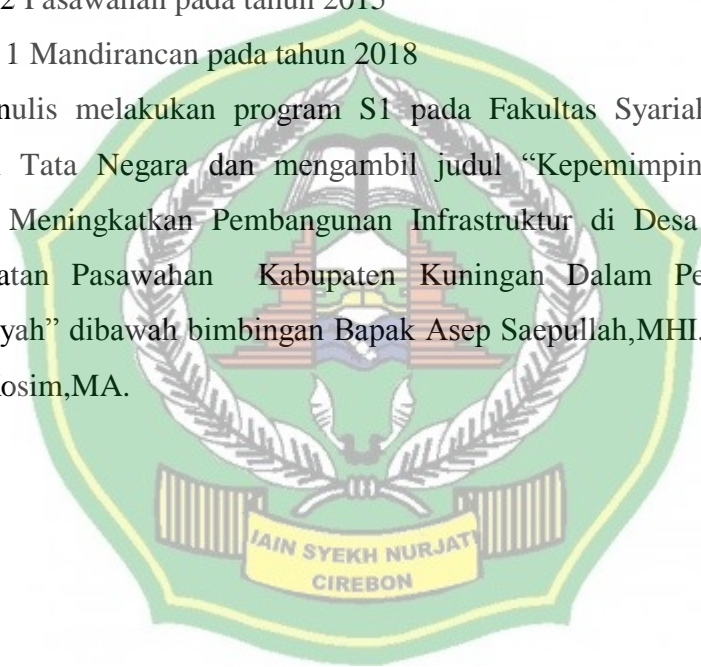 2 Pasawahan pada tahun 2015
1 Mandirancan pada tahun 2018
nulis melakukan program S1 pada Fakultas Syariah
Tata Negara dan mengambil judul “Kepemimpin
Meningkatkan Pembangunan Infrastruktur di Desa
atan Pasawahan Kabupaten Kuningan Dalam Pe
yah” dibawah bimbingan Bapak Asep Saepullah,MHI.
osim,MA.
IAIN SYEKH NURJATI
CIREBON